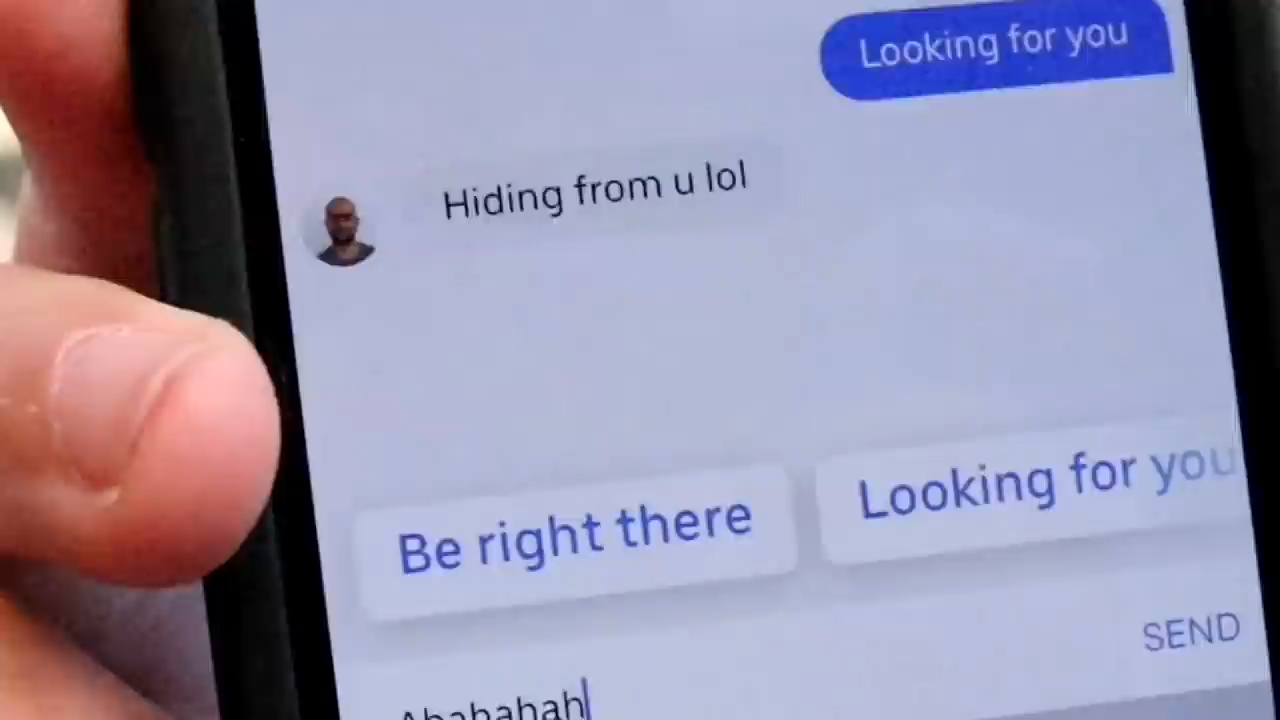 Looking for you
Hiding from u lol
Be right there
Looking for you
SEND
Ahahahah